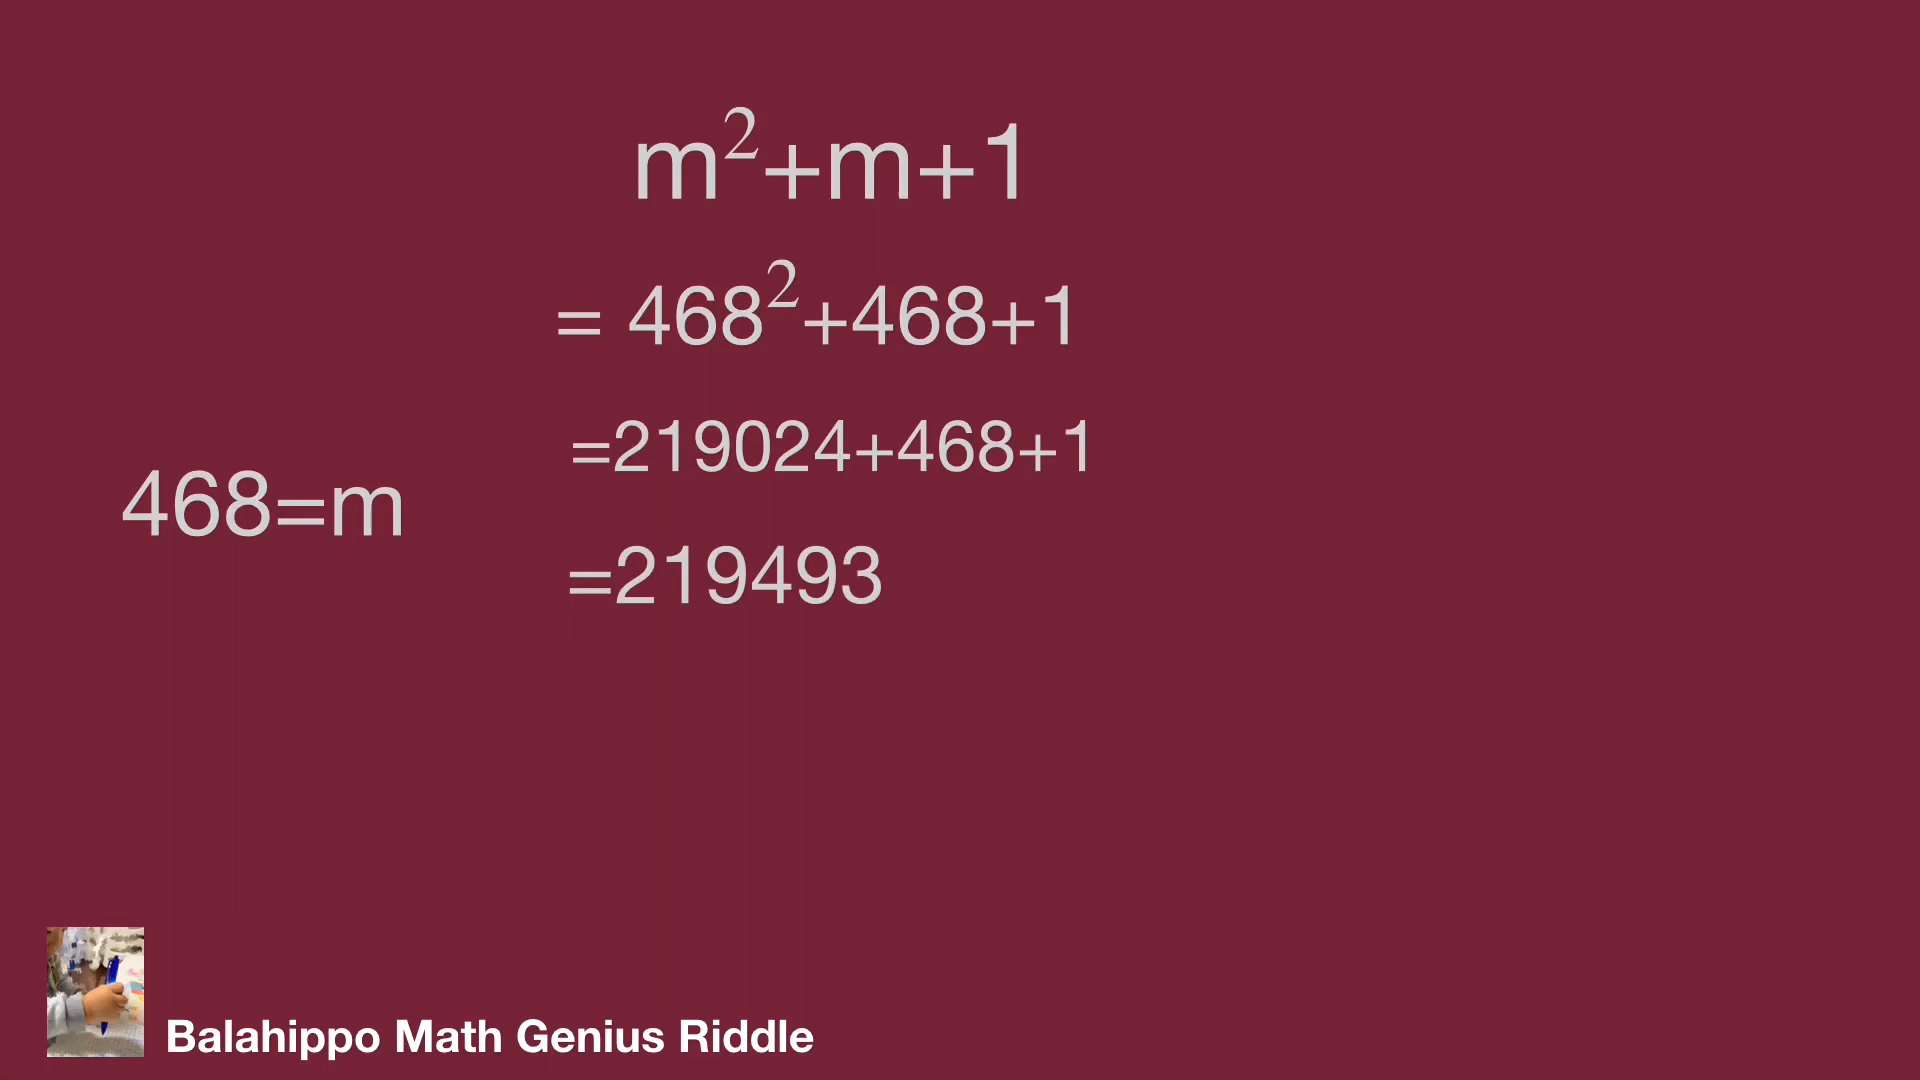 m²+m+1
= 468²+468+1
=219024+468+1
468=m
=219493
Balahippo Math Genius Riddle